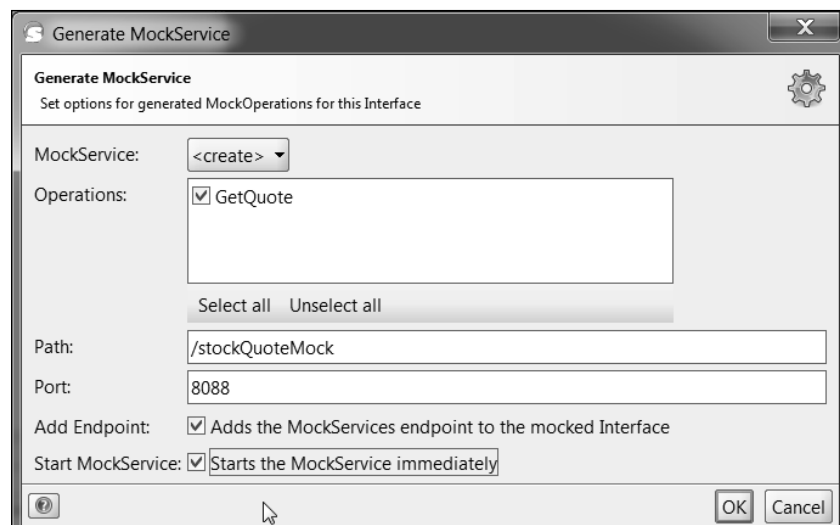 Generate MockService
X
Generate MockService
Set options for generated MockOperations for this Interface
MockService: <create>
Operations: GetQuote
Select all Unselect all
Path: /stockQuoteMock
Port: 8088
Add Endpoint: Adds the MockServices endpoint to the mocked Interface
Start MockService: Starts the MockService immediately
? OK Cancel